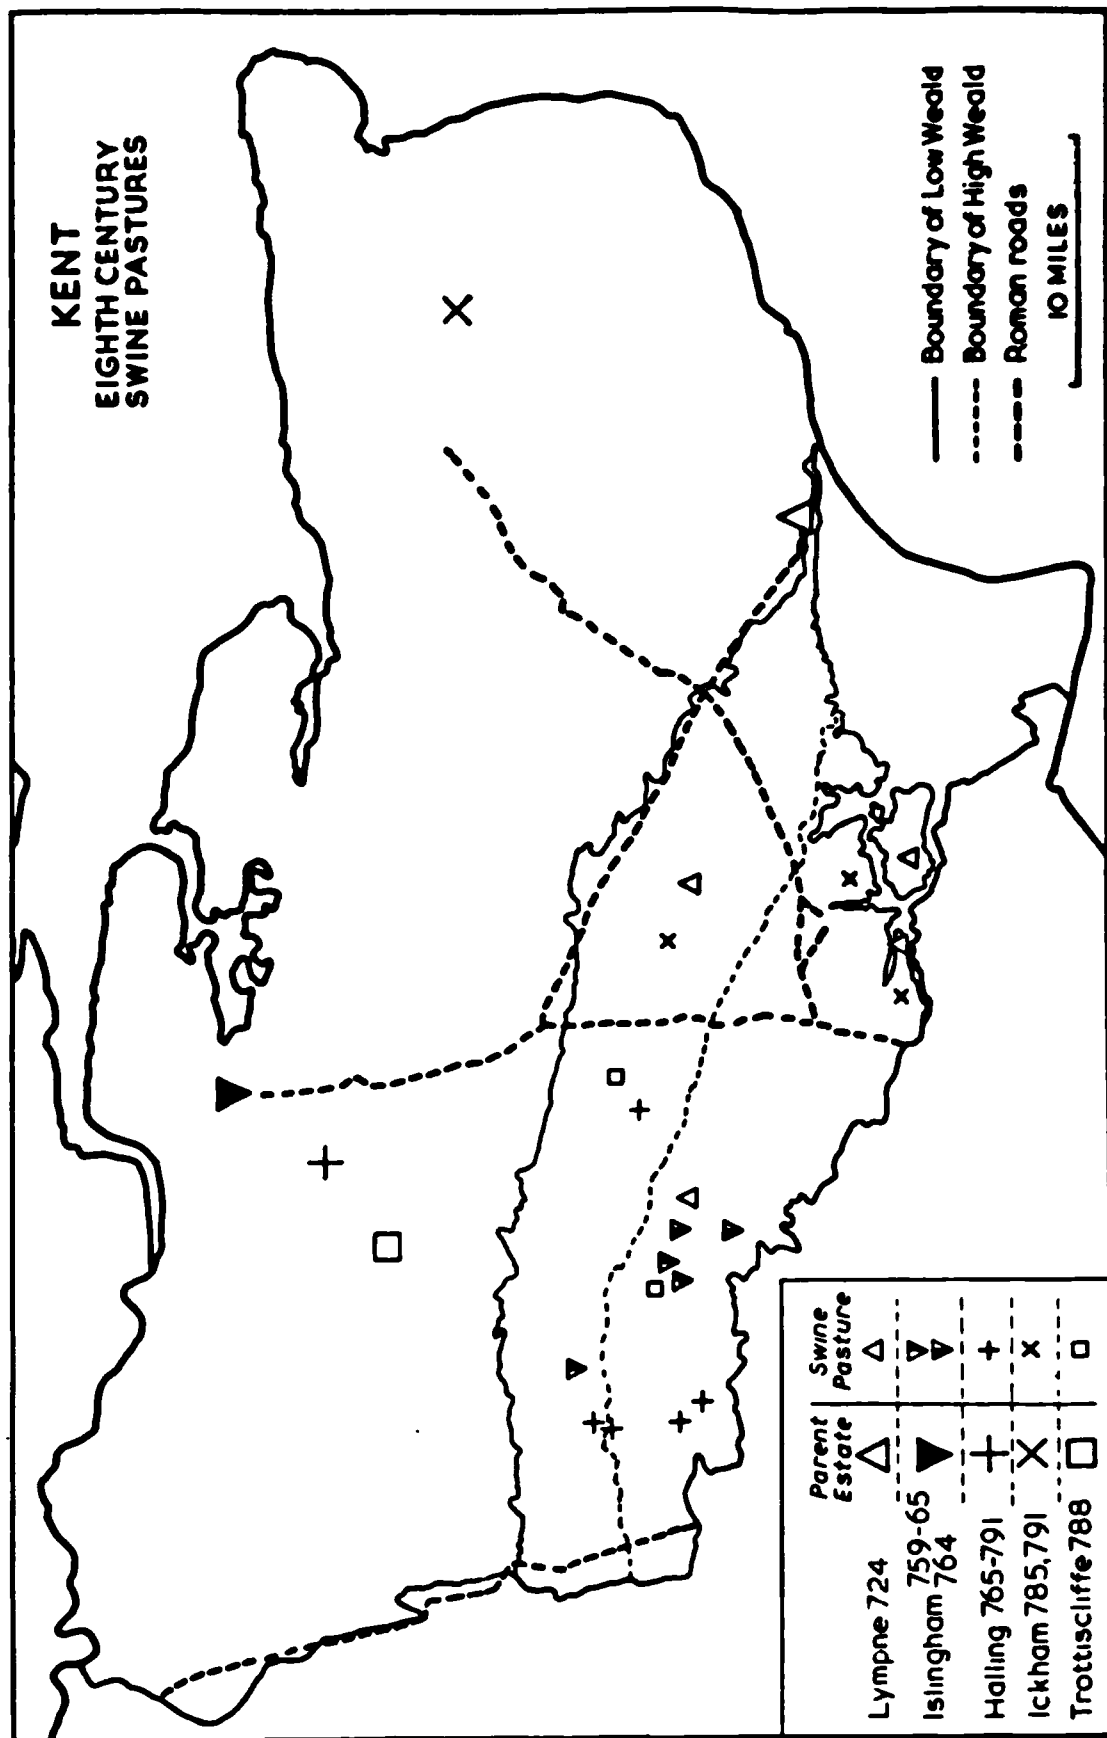 KENT
EIGHTH CENTURY
SWINE PASTURES
Boundary of Low Weald
Boundary of High Weald
Roman roads
10 MILES
Parent Estate
Swine Pasture
Lympne 724
Islingham 759-65
764
Halling 765-791
Ickham 785,791
Trottiscliffe 788